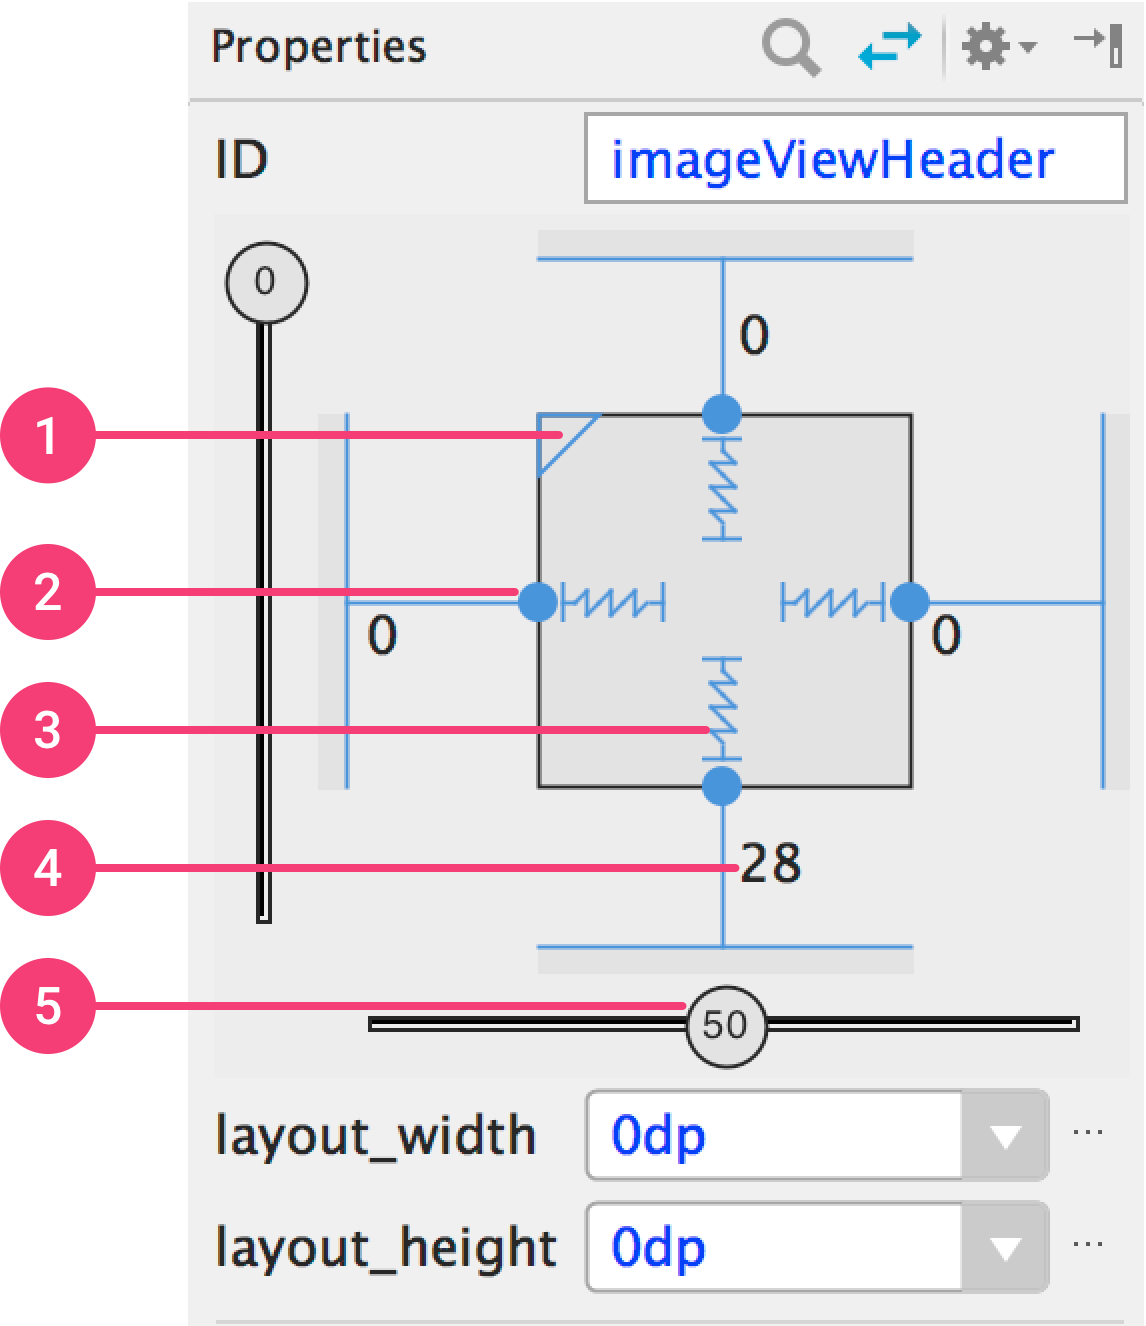 Properties
ID imageViewHeader
0
0
1
2
0 0
3
4 28
5 50
layout_width 0dp ...
layout_height 0dp ...